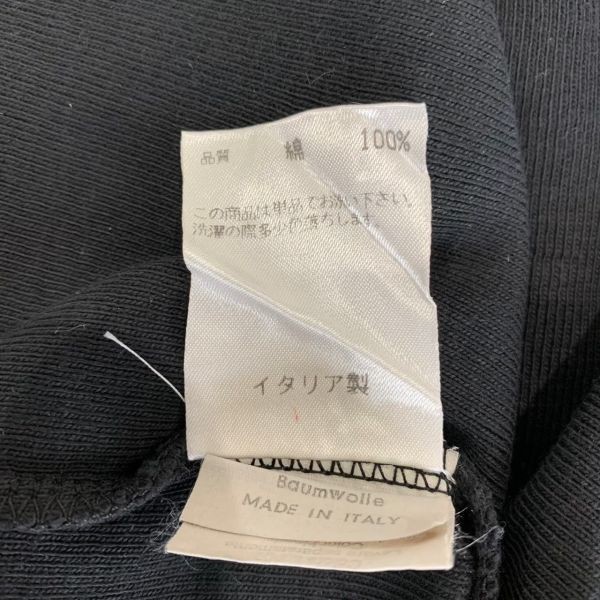 品質 綿 100%
この商品は単品でお洗い下さい。
洗濯の際多少色落ちします
イタリア製
Baumwolle
MADE IN ITALY